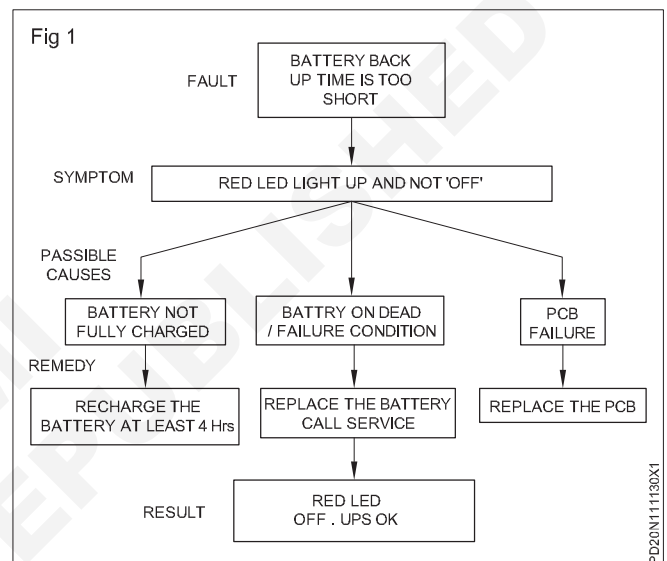 Fig 1
FAULT
BATTERY BACK
UP TIME IS TOO
SHORT
SYMPTOM
RED LED LIGHT UP AND NOT 'OFF'
PASSIBLE
CAUSES
BATTERY NOT
FULLY CHARGED
BATTRY ON DEAD
/ FAILURE CONDITION
PCB
FAILURE
REMEDY
RECHARGE THE
BATTERY AT LEAST 4 Hrs
REPLACE THE BATTERY
CALL SERVICE
REPLACE THE PCB
RESULT
RED LED
OFF . UPS OK
PD20N111130X1
EPUBLISHED